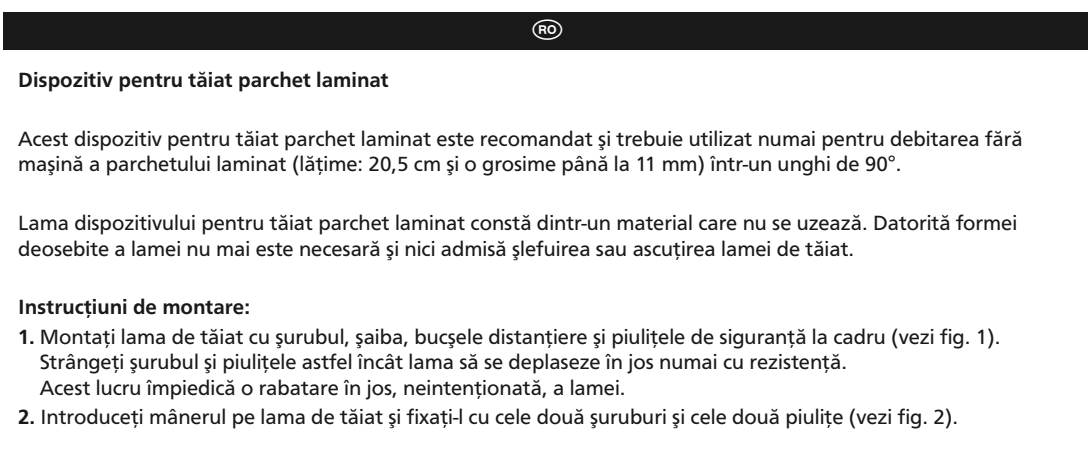 RO
Dispozitiv pentru tăiat parchet laminat
Acest dispozitiv pentru tăiat parchet laminat este recomandat şi trebuie utilizat numai pentru debitarea fără
maşină a parchetului laminat (lăţime: 20,5 cm şi o grosime până la 11 mm) într-un unghi de 90°.
Lama dispozitivului pentru tăiat parchet laminat constă dintr-un material care nu se uzează. Datorită formei
deosebite a lamei nu mai este necesară şi nici admisă şlefuirea sau ascuţirea lamei de tăiat.
Instrucţiuni de montare:
1. Montaţi lama de tăiat cu şurubul, şaiba, bucşele distanţiere şi piuliţele de siguranţă la cadru (vezi fig. 1).
Strângeţi şurubul şi piuliţele astfel încât lama să se deplaseze în jos numai cu rezistenţă.
Acest lucru împiedică o rabatare în jos, neintenţionată, a lamei.
2. Introduceţi mânerul pe lama de tăiat şi fixaţi-l cu cele două şuruburi şi cele două piuliţe (vezi fig. 2).